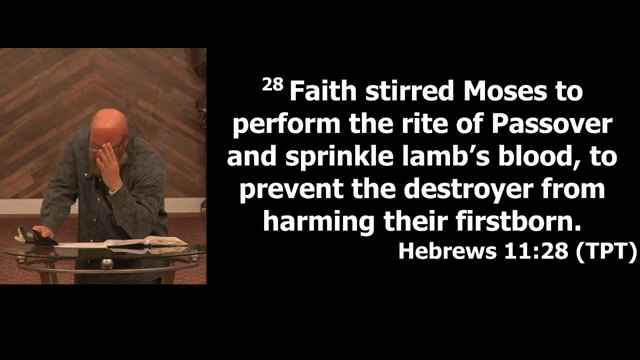 28 Faith stirred Moses to
perform the rite of Passover
and sprinkle lamb's blood, to
prevent the destroyer from
harming their firstborn.
Hebrews 11:28 (TPT)